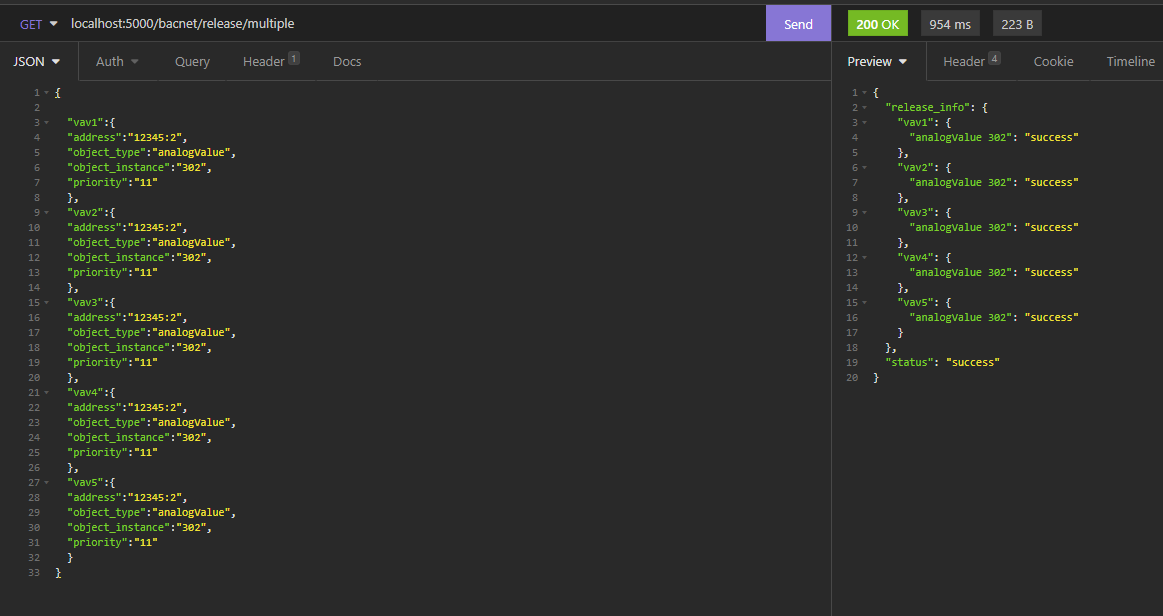 GET localhost:5000/bacnet/release/multiple Send 200 OK 954 ms 223 B
JSON Auth Query Header 1 Docs Preview Header 4 Cookie Timeline
1 {
2
3 "vav1":{
4 "address":"12345:2",
5 "object_type":"analogValue",
6 "object_instance":"302",
7 "priority":"11"
8 },
9 "vav2":{
10 "address":"12345:2",
11 "object_type":"analogValue",
12 "object_instance":"302",
13 "priority":"11"
14 },
15 "vav3":{
16 "address":"12345:2",
17 "object_type":"analogValue",
18 "object_instance":"302",
19 "priority":"11"
20 },
21 "vav4":{
22 "address":"12345:2",
23 "object_type":"analogValue",
24 "object_instance":"302",
25 "priority":"11"
26 },
27 "vav5":{
28 "address":"12345:2",
29 "object_type":"analogValue",
30 "object_instance":"302",
31 "priority":"11"
32 }
33 }
1 {
2 "release_info": {
3 "vav1": {
4 "analogValue 302": "success"
5 },
6 "vav2": {
7 "analogValue 302": "success"
8 },
9 "vav3": {
10 "analogValue 302": "success"
11 },
12 "vav4": {
13 "analogValue 302": "success"
14 },
15 "vav5": {
16 "analogValue 302": "success"
17 }
18 },
19 "status": "success"
20 }